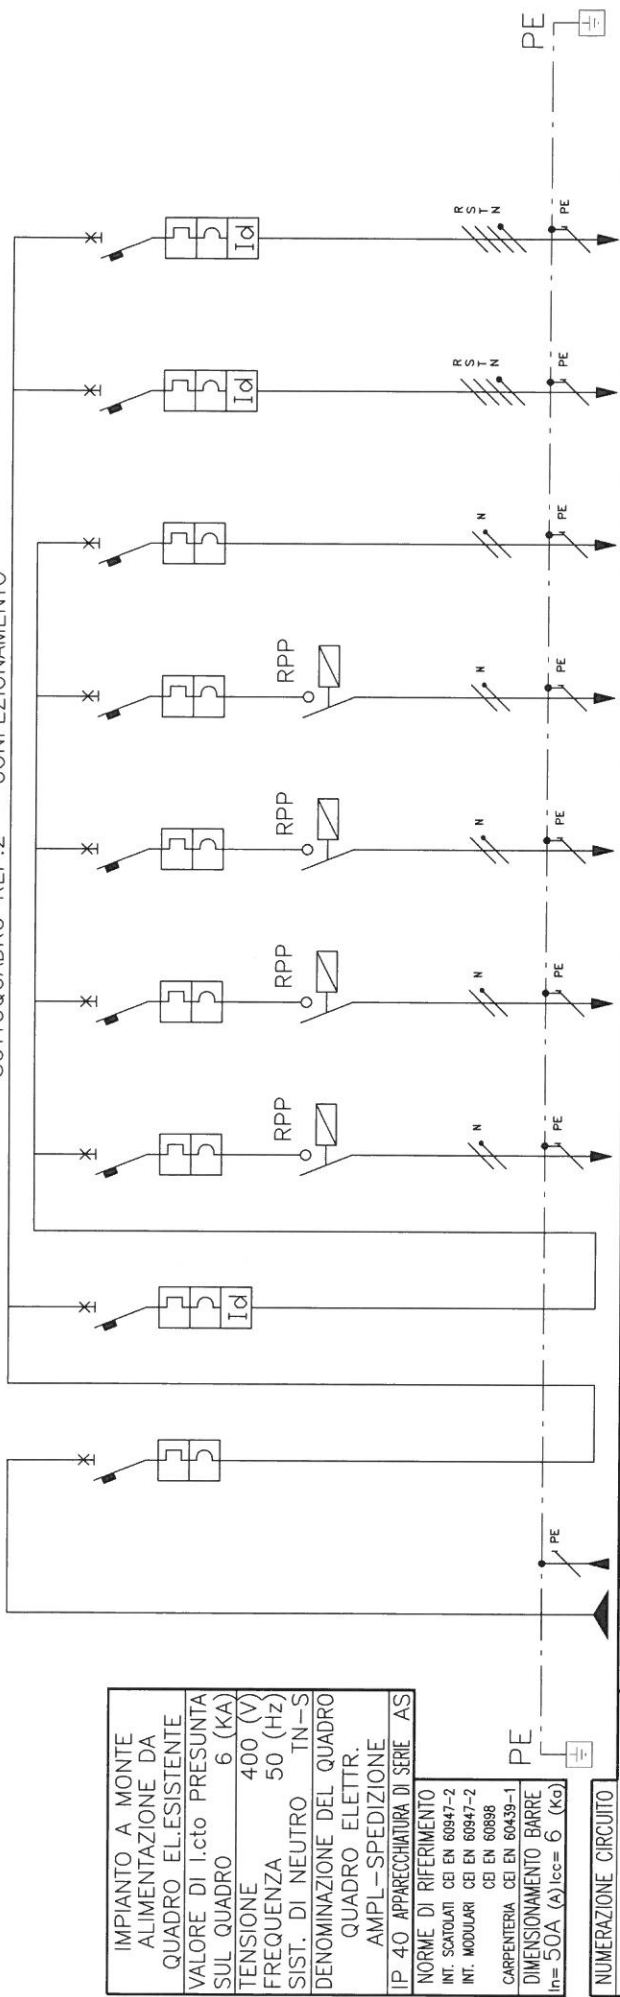 SOTTOQUADRO REP.2 - CONFEZIONAMENTO
IMPIANTO A MONTE
ALIMENTAZIONE DA
QUADRO EL.ESISTENTE
VALORE DI I.cto PRESUNTA
SUL QUADRO 6 (KA)
TENSIONE 400 (V)
FREQUENZA 50 (Hz)
SIST. DI NEUTRO TN-S
DENOMINAZIONE DEL QUADRO
QUADRO ELETTR.
AMPL-SPEDIZIONE
IP 40 APPARECCHIATURA DI SERIE AS
NORME DI RIFERIMENTO
INT. SCATOLATI CEI EN 60947-2
INT. MODULARI CEI EN 60947-2
CEI EN 60898
CARPENTERIA CEI EN 60439-1
DIMENSIONAMENTO BARRE
In= 50A (A) Icc= 6 (Ka)
NUMERAZIONE CIRCUITO
PE
PE
Id
RPP
N
PE
RPP
N
PE
RPP
N
PE
RPP
N
PE
N
PE
Id
R S T N
PE
Id
R S T N
PE
PE